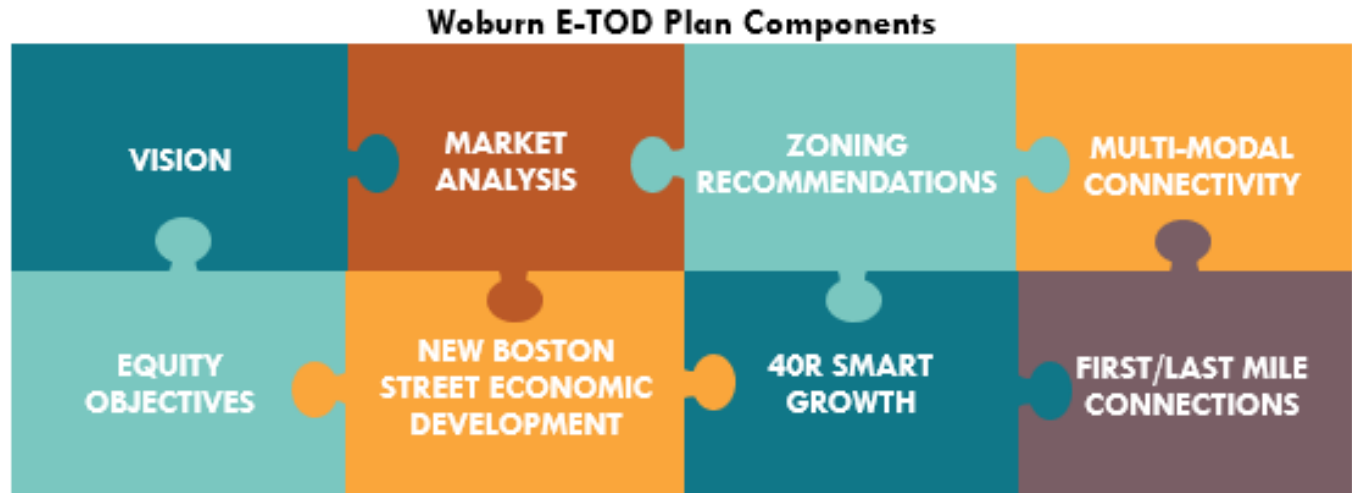 Woburn E-TOD Plan Components
VISION
MARKET
ANALYSIS
ZONING
RECOMMENDATIONS
MULTI-MODAL
CONNECTIVITY
EQUITY
OBJECTIVES
NEW BOSTON
STREET ECONOMIC
DEVELOPMENT
40R SMART
GROWTH
FIRST/LAST MILE
CONNECTIONS